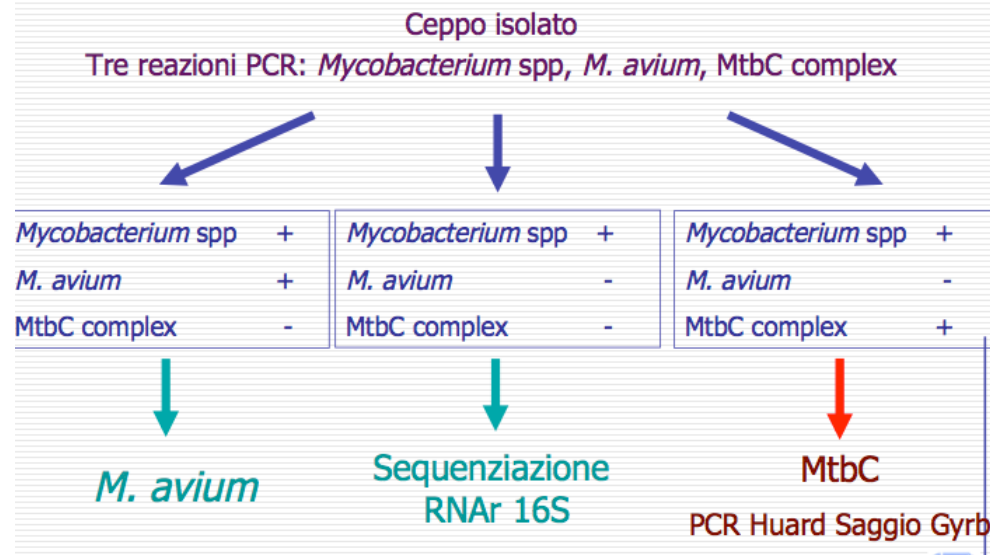 Ceppo isolato
Tre reazioni PCR: Mycobacterium spp, M. avium, MtbC complex
Mycobacterium spp +
M. avium +
MtbC complex -
Mycobacterium spp +
M. avium -
MtbC complex -
Mycobacterium spp +
M. avium -
MtbC complex +
M. avium
Sequenziazione
RNAr 16S
MtbC
PCR Huard Saggio Gyrb